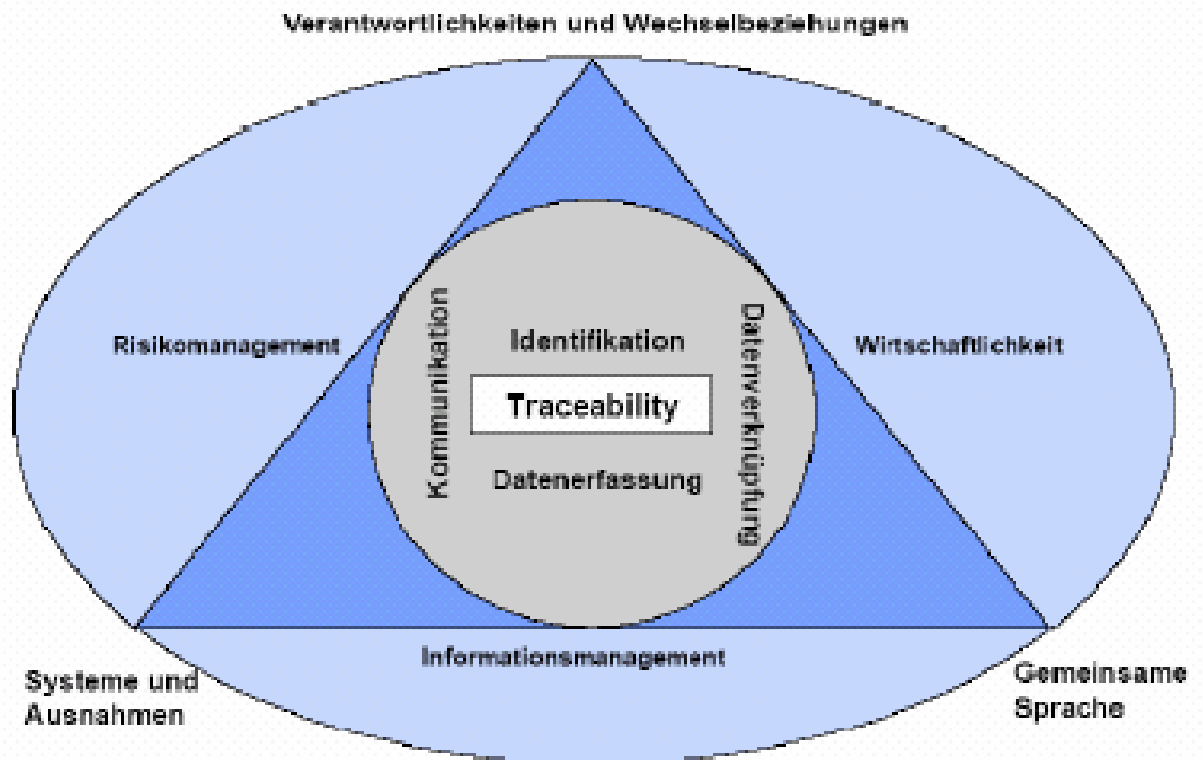 Verantwortlichkeiten und Wechselbeziehungen
Risikomanagement
Kommunikation
Identifikation
Traceability
Datenerfassung
Datenverknüpfung
Wirtschaftlichkeit
Informationsmanagement
Systeme und
Ausnahmen
Gemeinsame
Sprache